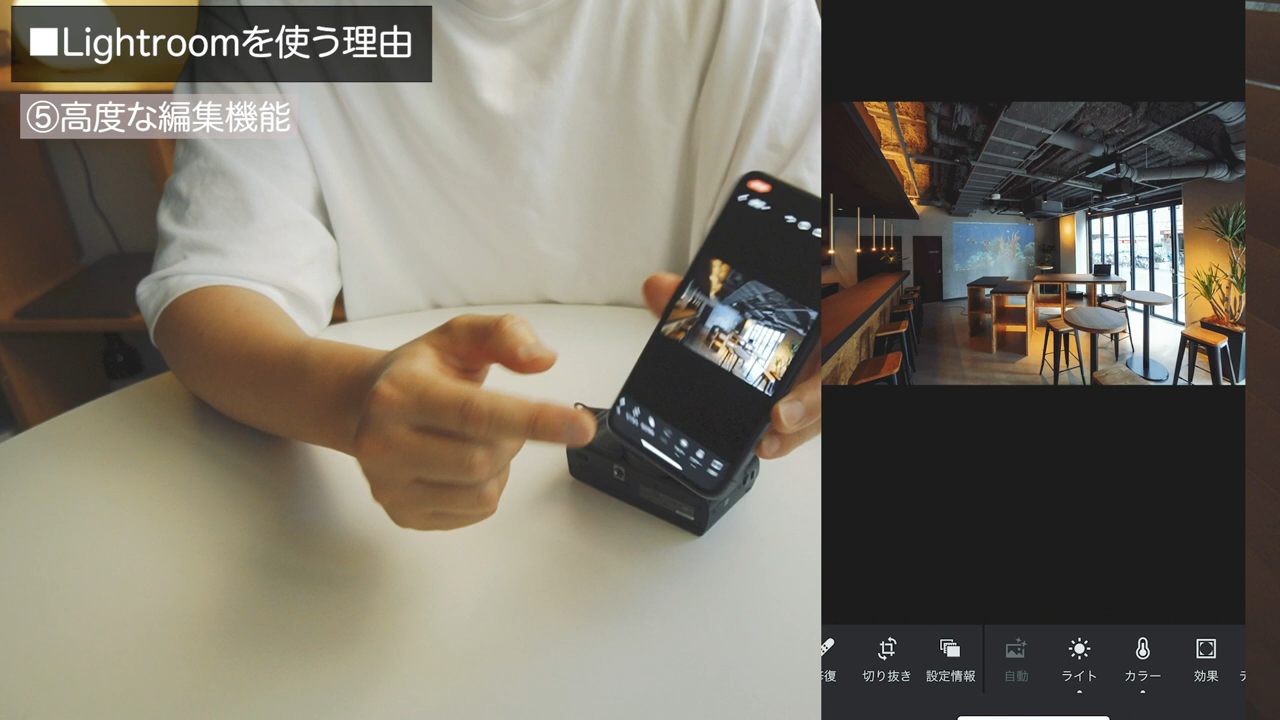 ■Lightroomを使う理由
⑤高度な編集機能
切り抜き
設定情報
自動
ライト
カラー
効果